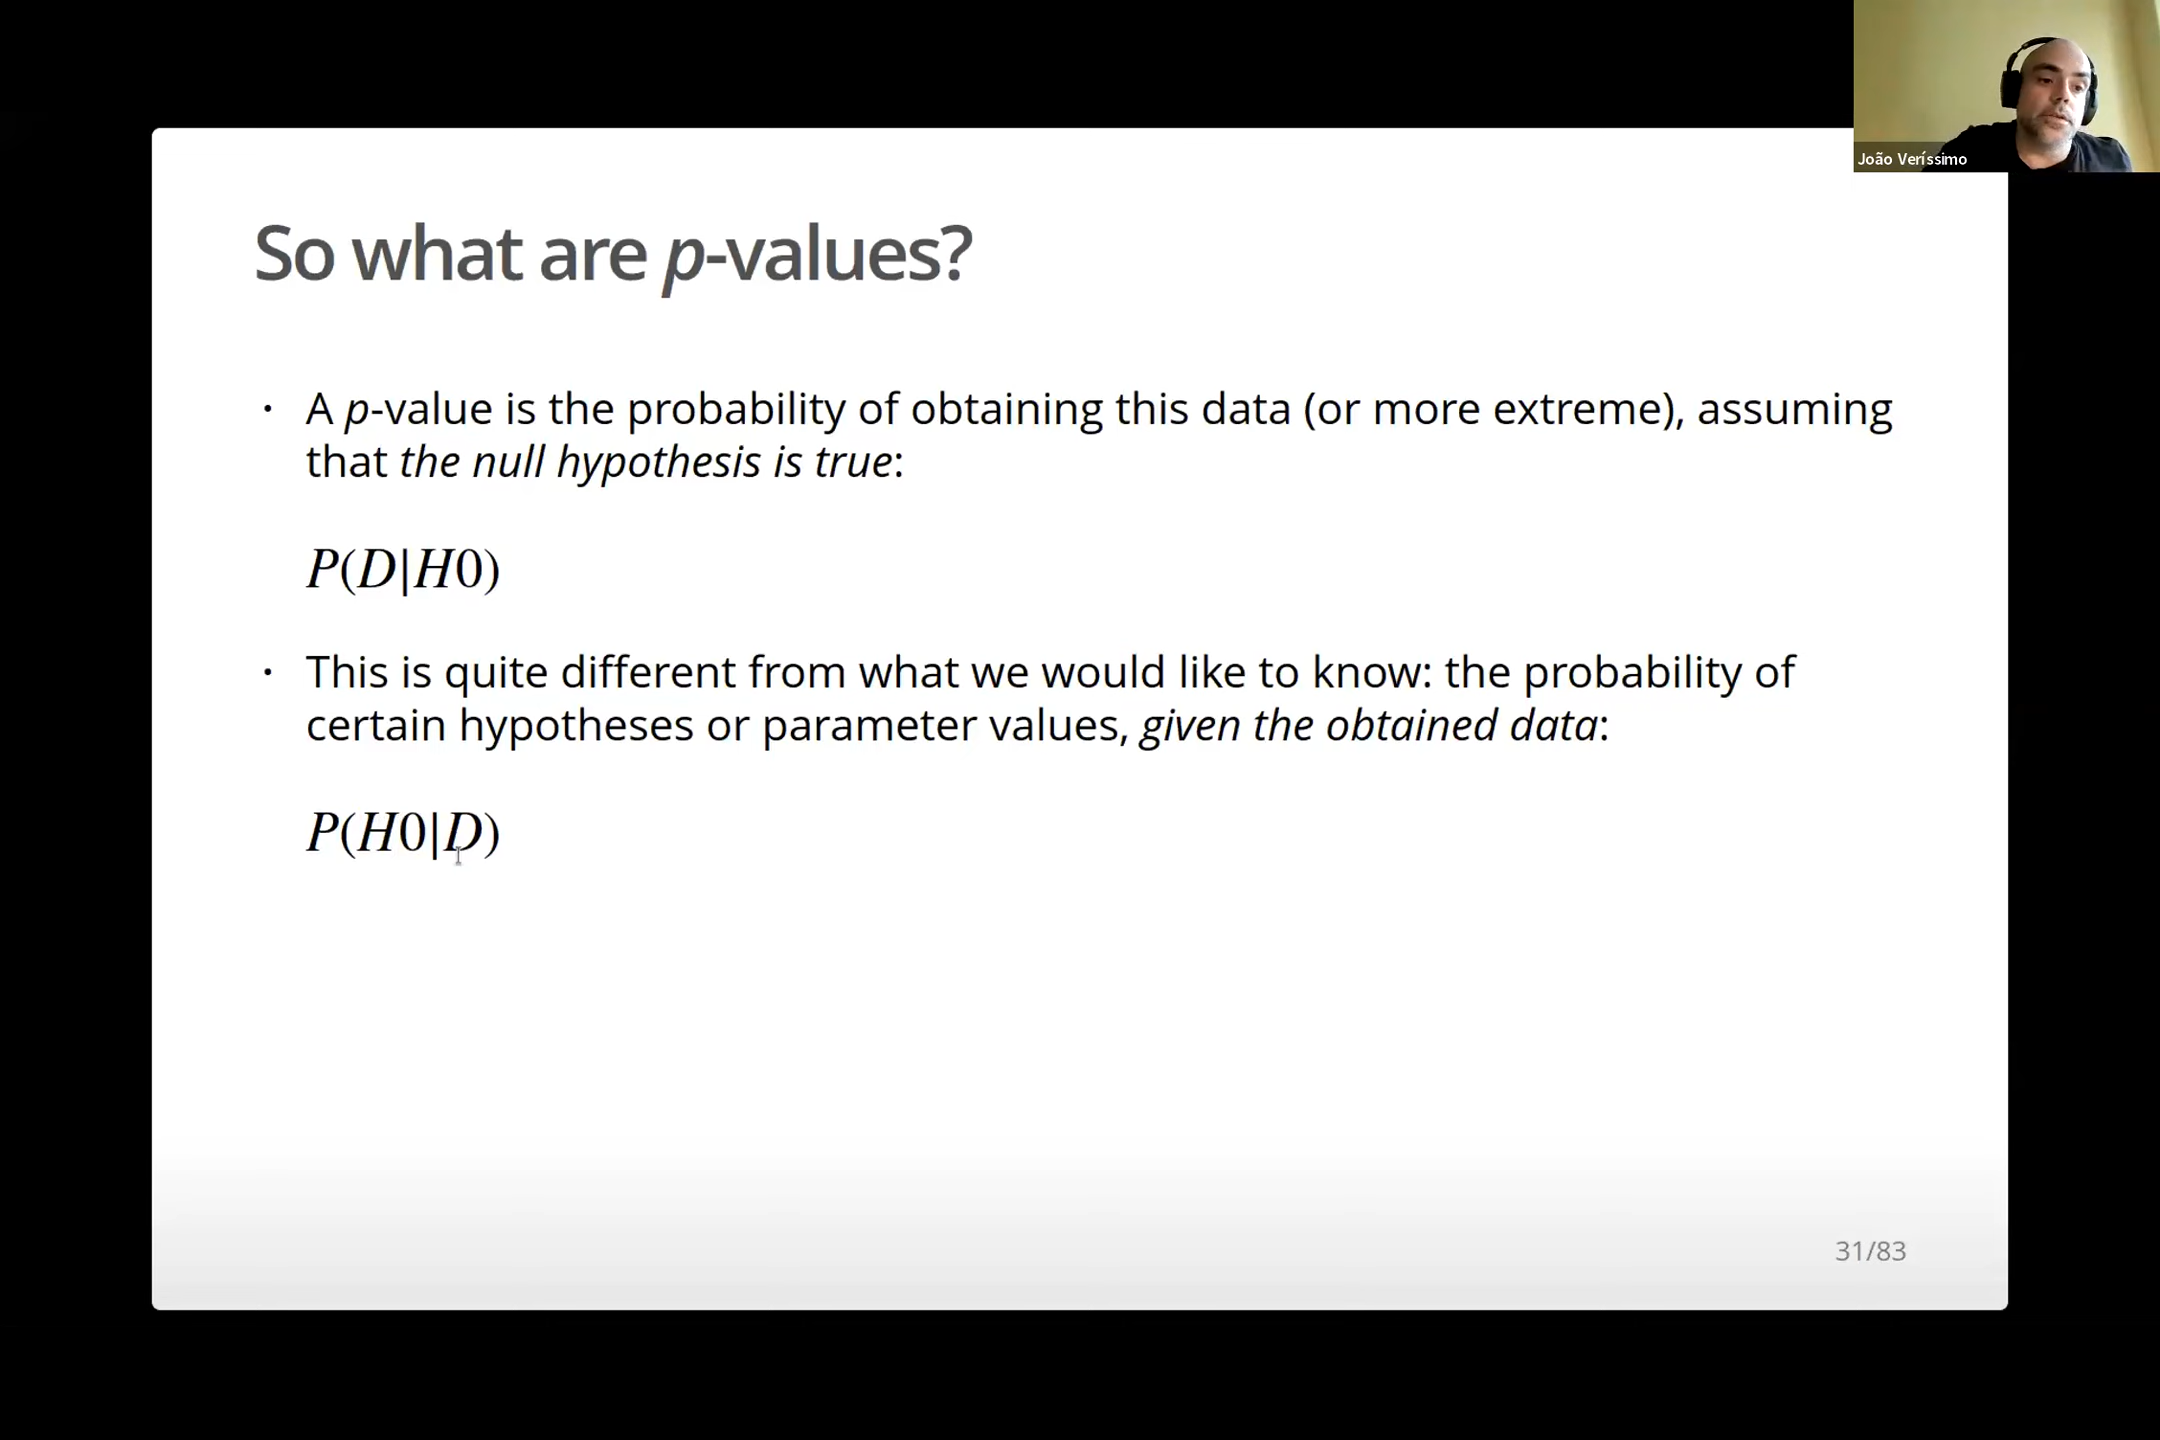 João Veríssimo
So what are p-values?
· A p-value is the probability of obtaining this data (or more extreme), assuming
that the null hypothesis is true:
P(D|H0)
· This is quite different from what we would like to know: the probability of
certain hypotheses or parameter values, given the obtained data:
P(H0|D)
31/83